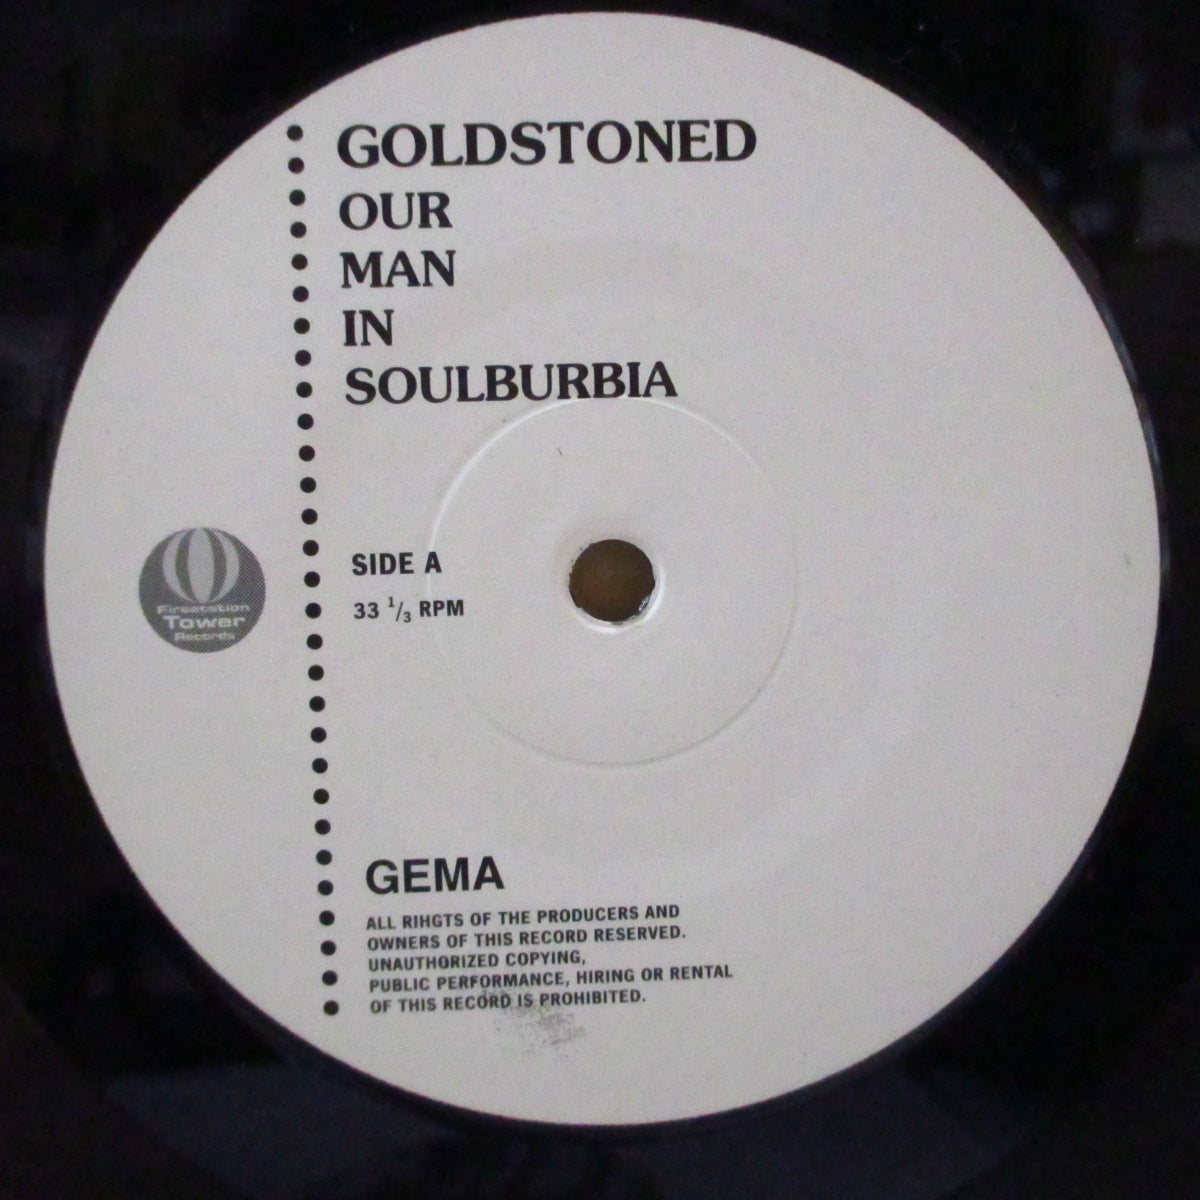 GOLDSTONED
OUR
MAN
IN
SOULBURBIA
SIDE A
33 1/3 RPM
Firestation
Tower
Records
GEMA
ALL RIHGTS OF THE PRODUCERS AND
OWNERS OF THIS RECORD RESERVED.
UNAUTHORIZED COPYING,
PUBLIC PERFORMANCE, HIRING OR RENTAL
OF THIS RECORD IS PROHIBITED.